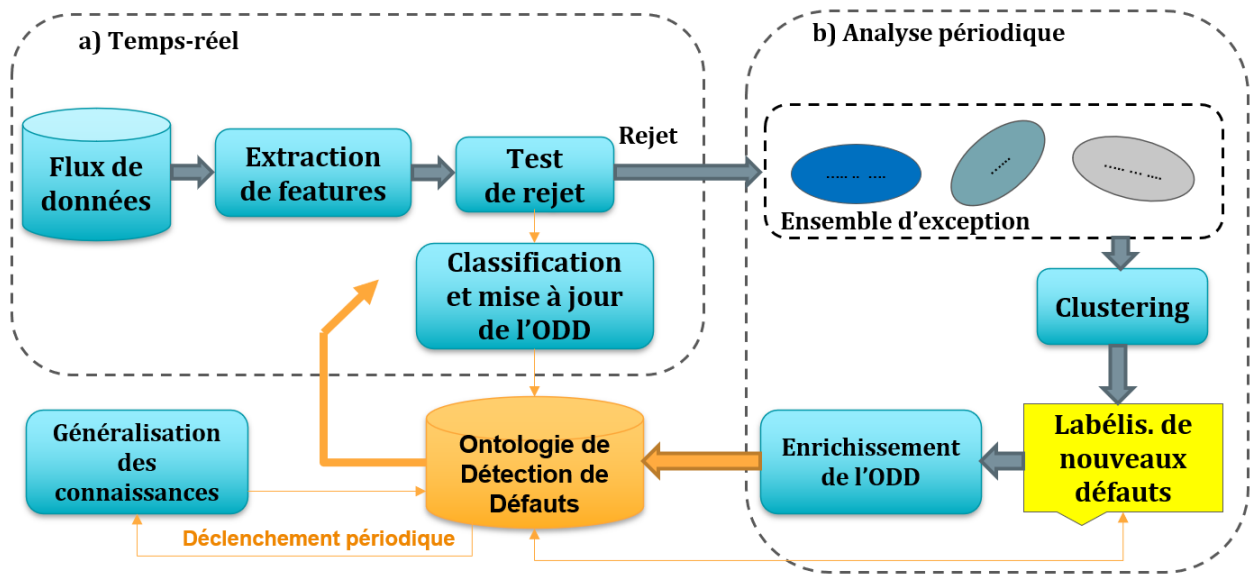 a) Temps-réel
Flux de
données
Extraction
de features
Test
de rejet
Rejet
Classification
et mise à jour
de l'ODD
b) Analyse périodique
..... .. ....
.....
..... ... ....
Ensemble d'exception
Clustering
Labélis. de
nouveaux
défauts
Enrichissement
de l'ODD
Ontologie de
Détection de
Défauts
Généralisation
des
connaissances
Déclenchement périodique